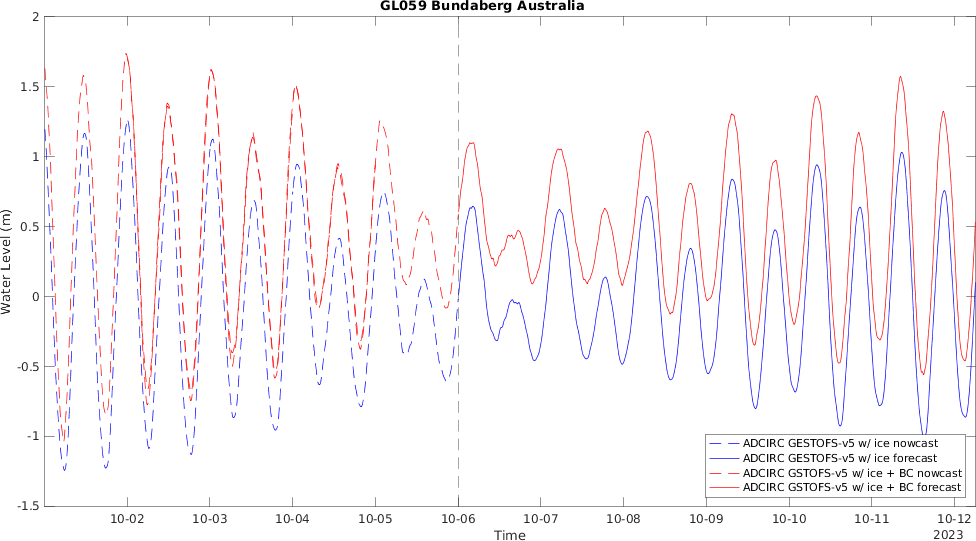 GL059 Bundaberg Australia
2
1.5
1
0.5
0
-0.5
-1
-1.5
Water Level (m)
ADCIRC GESTOFS-v5 w/ ice nowcast
ADCIRC GESTOFS-v5 w/ ice forecast
ADCIRC GSTOFS-v5 w/ ice + BC nowcast
ADCIRC GSTOFS-v5 w/ ice + BC forecast
10-02 10-03 10-04 10-05 10-06 10-07 10-08 10-09 10-10 10-11 10-12
Time
2023